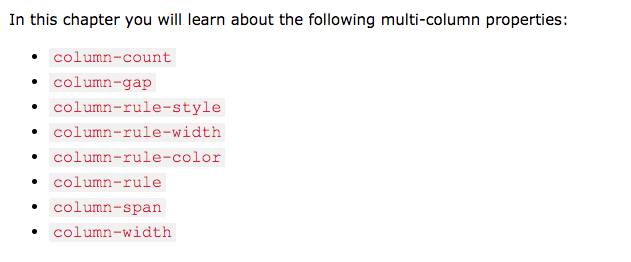 In this chapter you will learn about the following multi-column properties:
• column-count
• column-gap
• column-rule-style
• column-rule-width
• column-rule-color
• column-rule
• column-span
• column-width